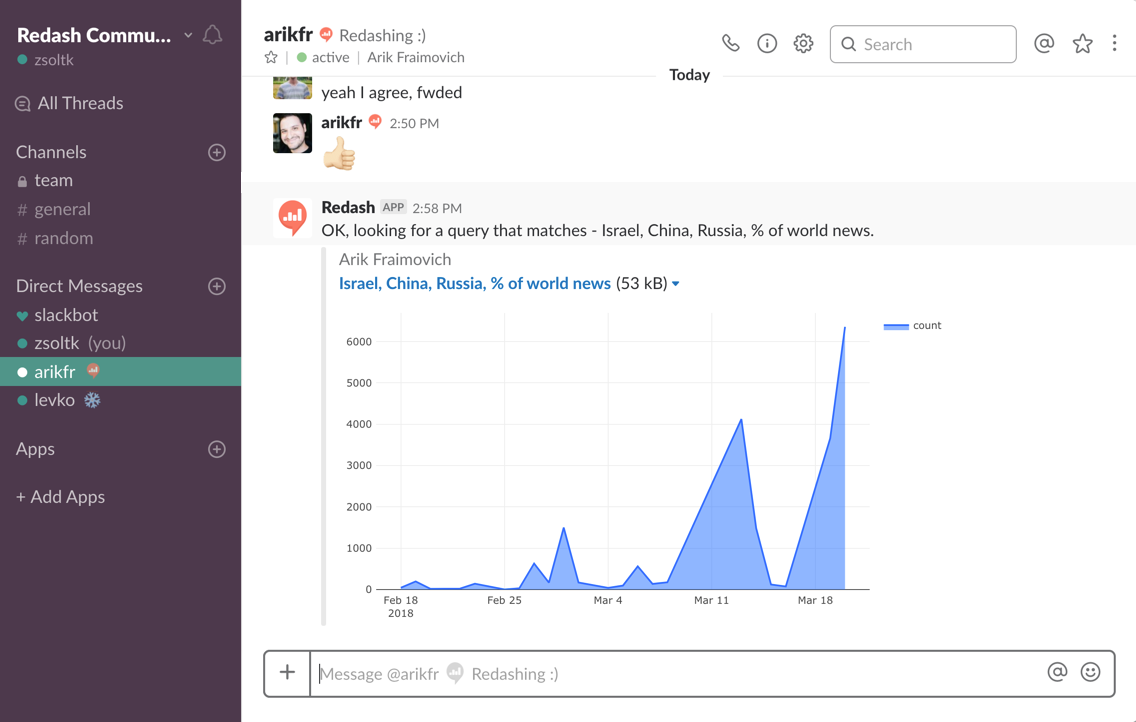 Redash Commu...
zsoltk
All Threads
Channels
team
# general
# random
Direct Messages
slackbot
zsoltk (you)
arikfr
levko
Apps
+ Add Apps
arikfr Redashing :)
active | Arik Fraimovich
Search
Today
yeah I agree, fwded
arikfr 2:50 PM
Redash APP 2:58 PM
OK, looking for a query that matches - Israel, China, Russia, % of world news.
Arik Fraimovich
Israel, China, Russia, % of world news (53 kB)
count
6000
5000
4000
3000
2000
1000
0
Feb 18 Feb 25 Mar 4 Mar 11 Mar 18
2018
Message @arikfr Redashing :)